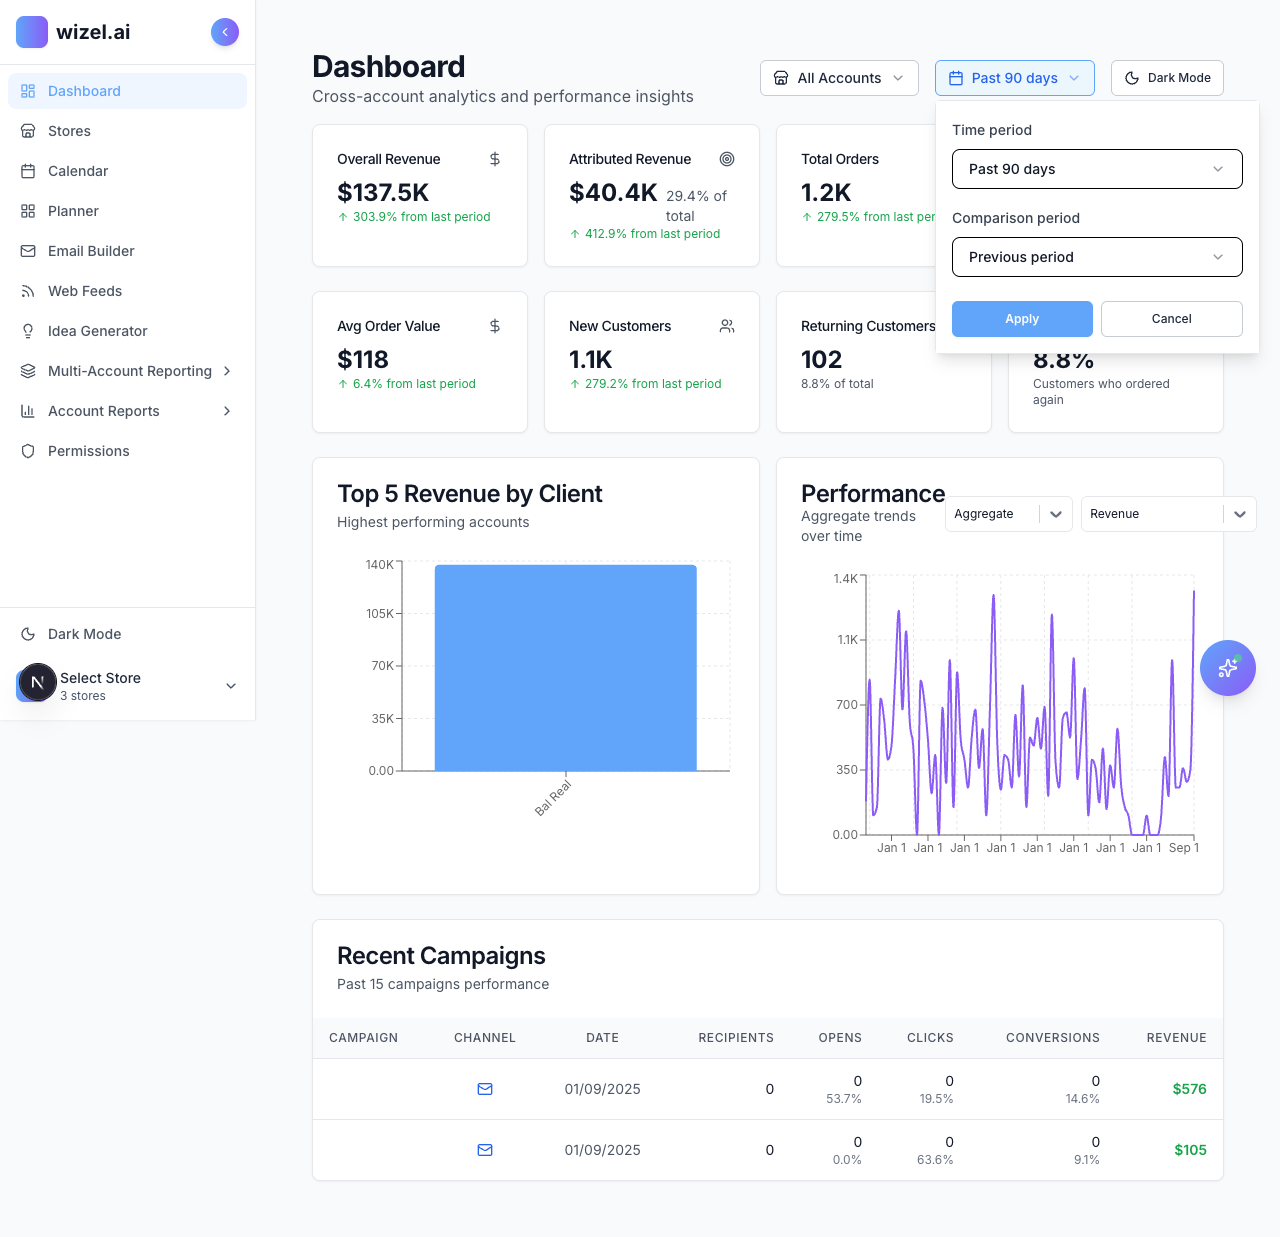 wizel.ai
Dashboard
Stores
Calendar
Planner
Email Builder
Web Feeds
Idea Generator
Multi-Account Reporting
Account Reports
Permissions
Dark Mode
N
Select Store
3 stores
Dashboard
Cross-account analytics and performance insights
All Accounts
Past 90 days
Dark Mode
Time period
Past 90 days
Comparison period
Previous period
Apply
Cancel
Overall Revenue
$137.5K
↑ 303.9% from last period
Attributed Revenue
$40.4K 29.4% of
total
↑ 412.9% from last period
Total Orders
1.2K
↑ 279.5% from last per
Avg Order Value
$118
↑ 6.4% from last period
New Customers
1.1K
↑ 279.2% from last period
Returning Customers
102
8.8% of total
8.8%
Customers who ordered
again
Top 5 Revenue by Client
Highest performing accounts
140K
105K
70K
35K
0.00
Bal Real
Performance
Aggregate trends
over time
Aggregate
Revenue
1.4K
1.1K
700
350
0.00
Jan 1 Jan 1 Jan 1 Jan 1 Jan 1 Jan 1 Jan 1 Jan 1 Sep 1
Recent Campaigns
Past 15 campaigns performance
CAMPAIGN CHANNEL DATE RECIPIENTS OPENS CLICKS CONVERSIONS REVENUE
01/09/2025 0 0 0 0 $576
53.7% 19.5% 14.6%
01/09/2025 0 0 0 0 $105
0.0% 63.6% 9.1%